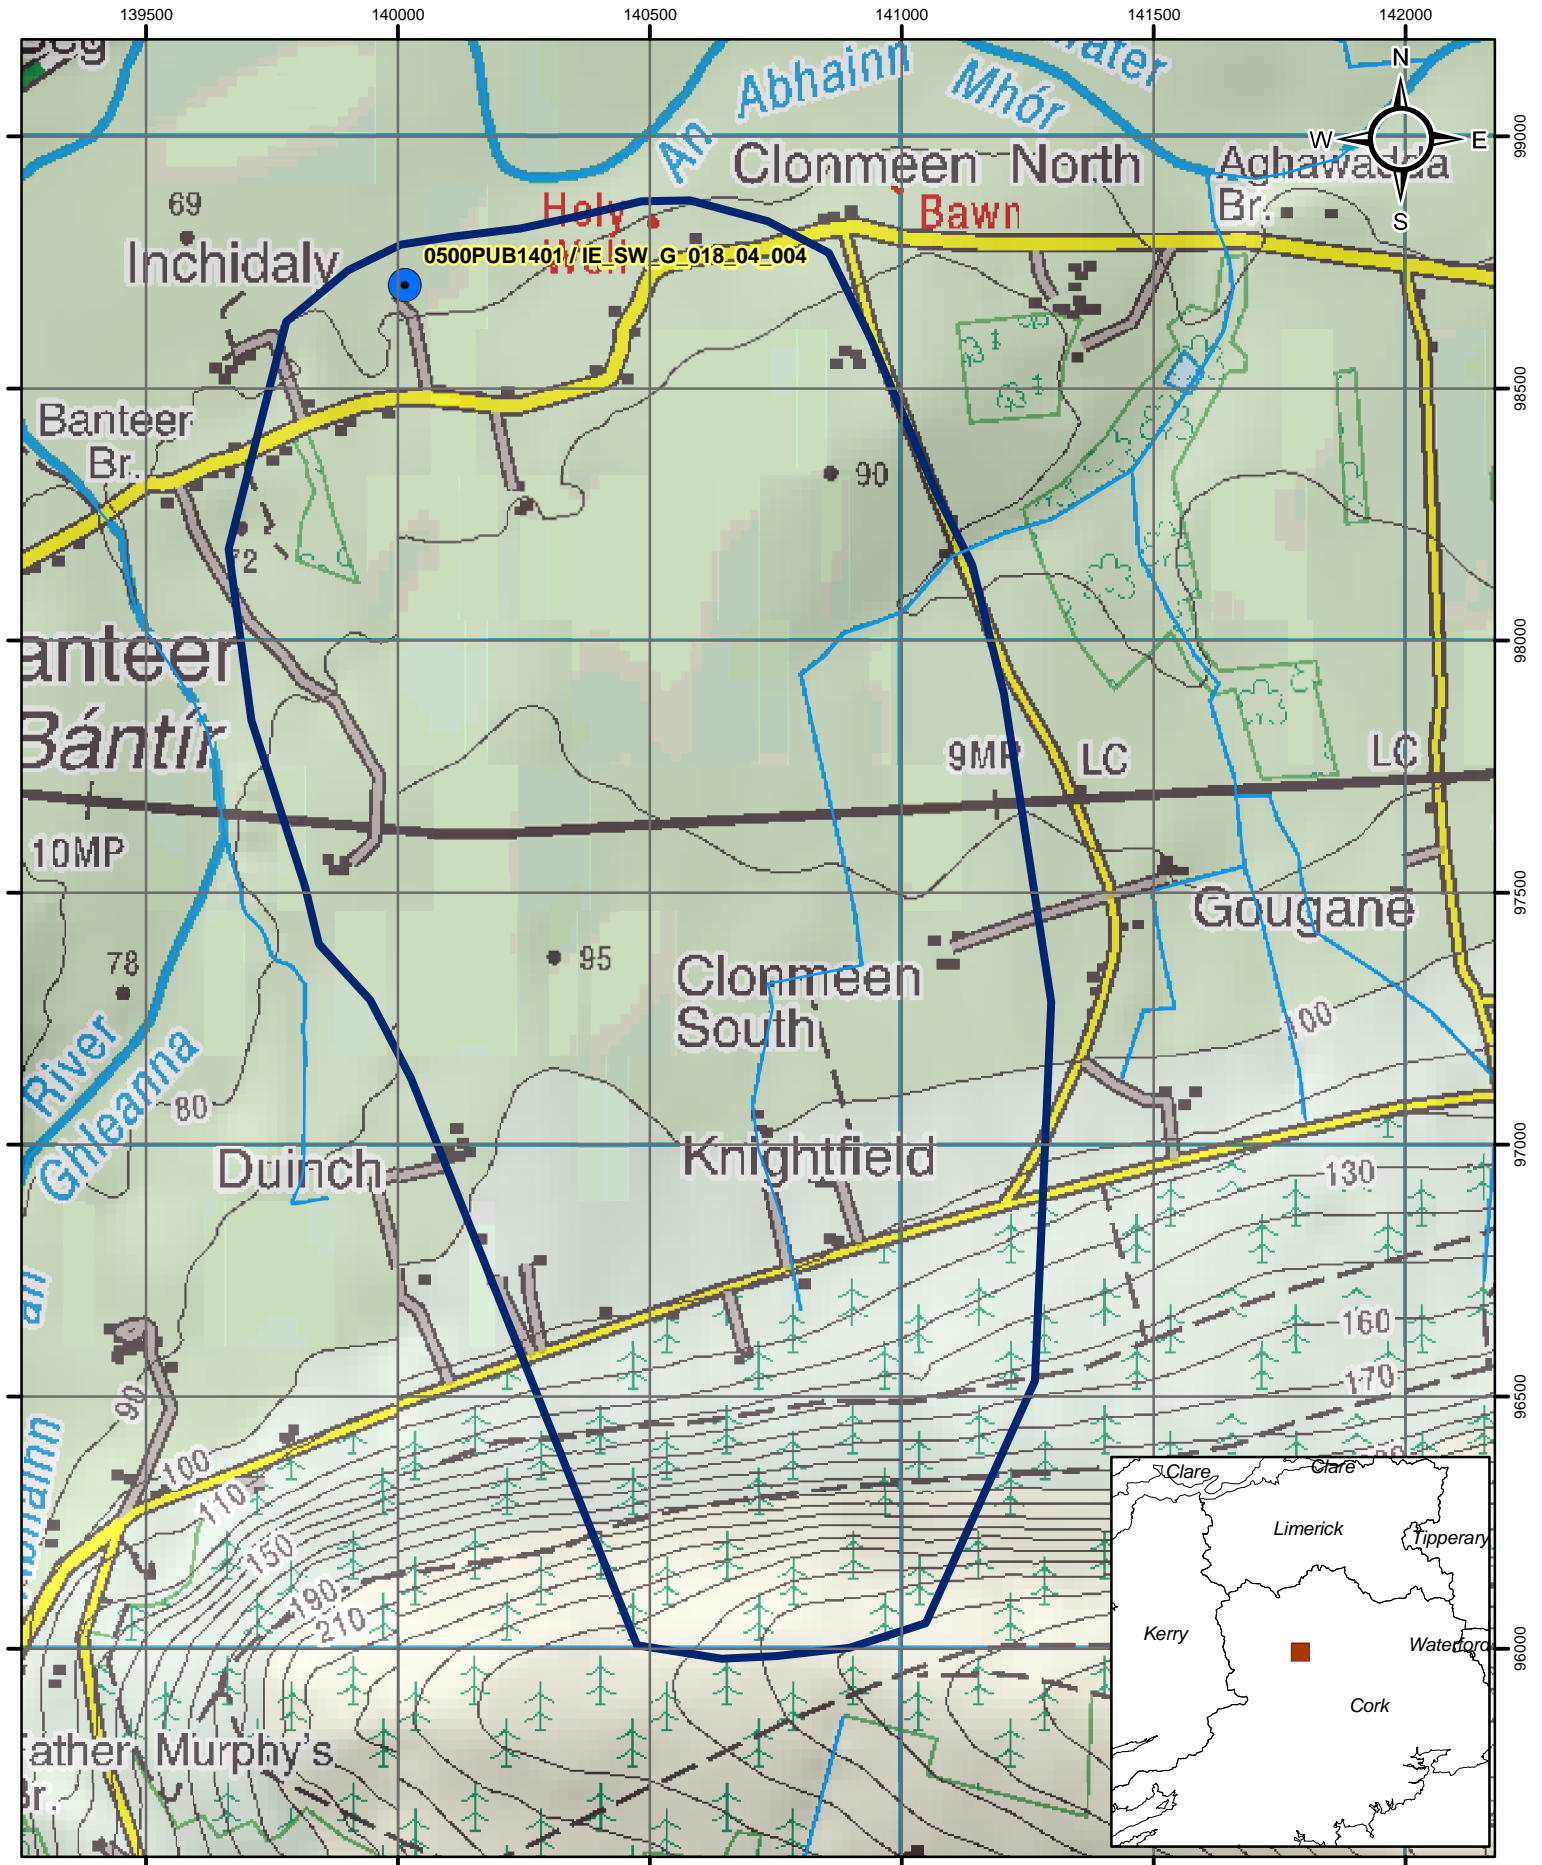 139500 140000 140500 141000 141500 142000
N
W E
S
99000
98500
98000
97500
97000
96500
96000
Abhainn
Mhór
An
Clonmeen North
Aghawadda
Br.
69
Holy
Well
Bawn
Inchidaly
0500PUB1401 / IE_SW_G_018_04_004
Banteer
Br.
90
72
anteer
Bántír
9MP LC LC
10MP
Gougane
78
95
Clonmeen
South
100
River
Ghleanna
80
Duinch
Knightfield
130
160
170
90
100
110
150
190
210
ather Murphy's
Br.
Clare Clare
Limerick
Tipperary
Kerry
Waterford
Cork